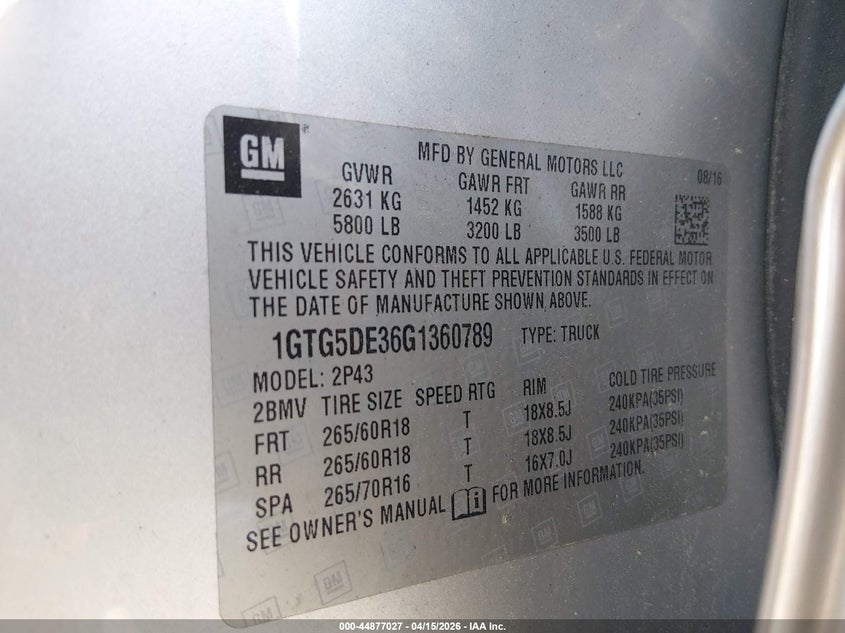 GM
MFD BY GENERAL MOTORS LLC
08/16
GVWR GAWR FRT GAWR RR
2631 KG 1452 KG 1588 KG
5800 LB 3200 LB 3500 LB
THIS VEHICLE CONFORMS TO ALL APPLICABLE U.S. FEDERAL MOTOR
VEHICLE SAFETY AND THEFT PREVENTION STANDARDS IN EFFECT ON
THE DATE OF MANUFACTURE SHOWN ABOVE.
1GTG5DE36G1360789 TYPE: TRUCK
MODEL: 2P43
2BMV TIRE SIZE SPEED RTG RIM COLD TIRE PRESSURE
FRT 265/60R18 T 18X8.5J 240KPA(35PSI)
RR 265/60R18 T 18X8.5J 240KPA(35PSI)
SPA 265/70R16 T 16X7.0J 240KPA(35PSI)
SEE OWNER'S MANUAL FOR MORE INFORMATION.
000-44877027 - 04/15/2026 - IAA Inc.